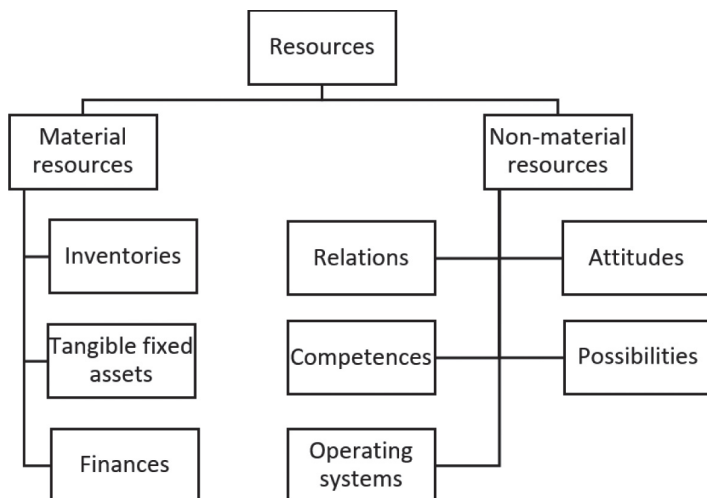 Resources
Material
resources
Non-material
resources
Inventories
Relations
Attitudes
Tangible fixed
assets
Competences
Possibilities
Finances
Operating
systems